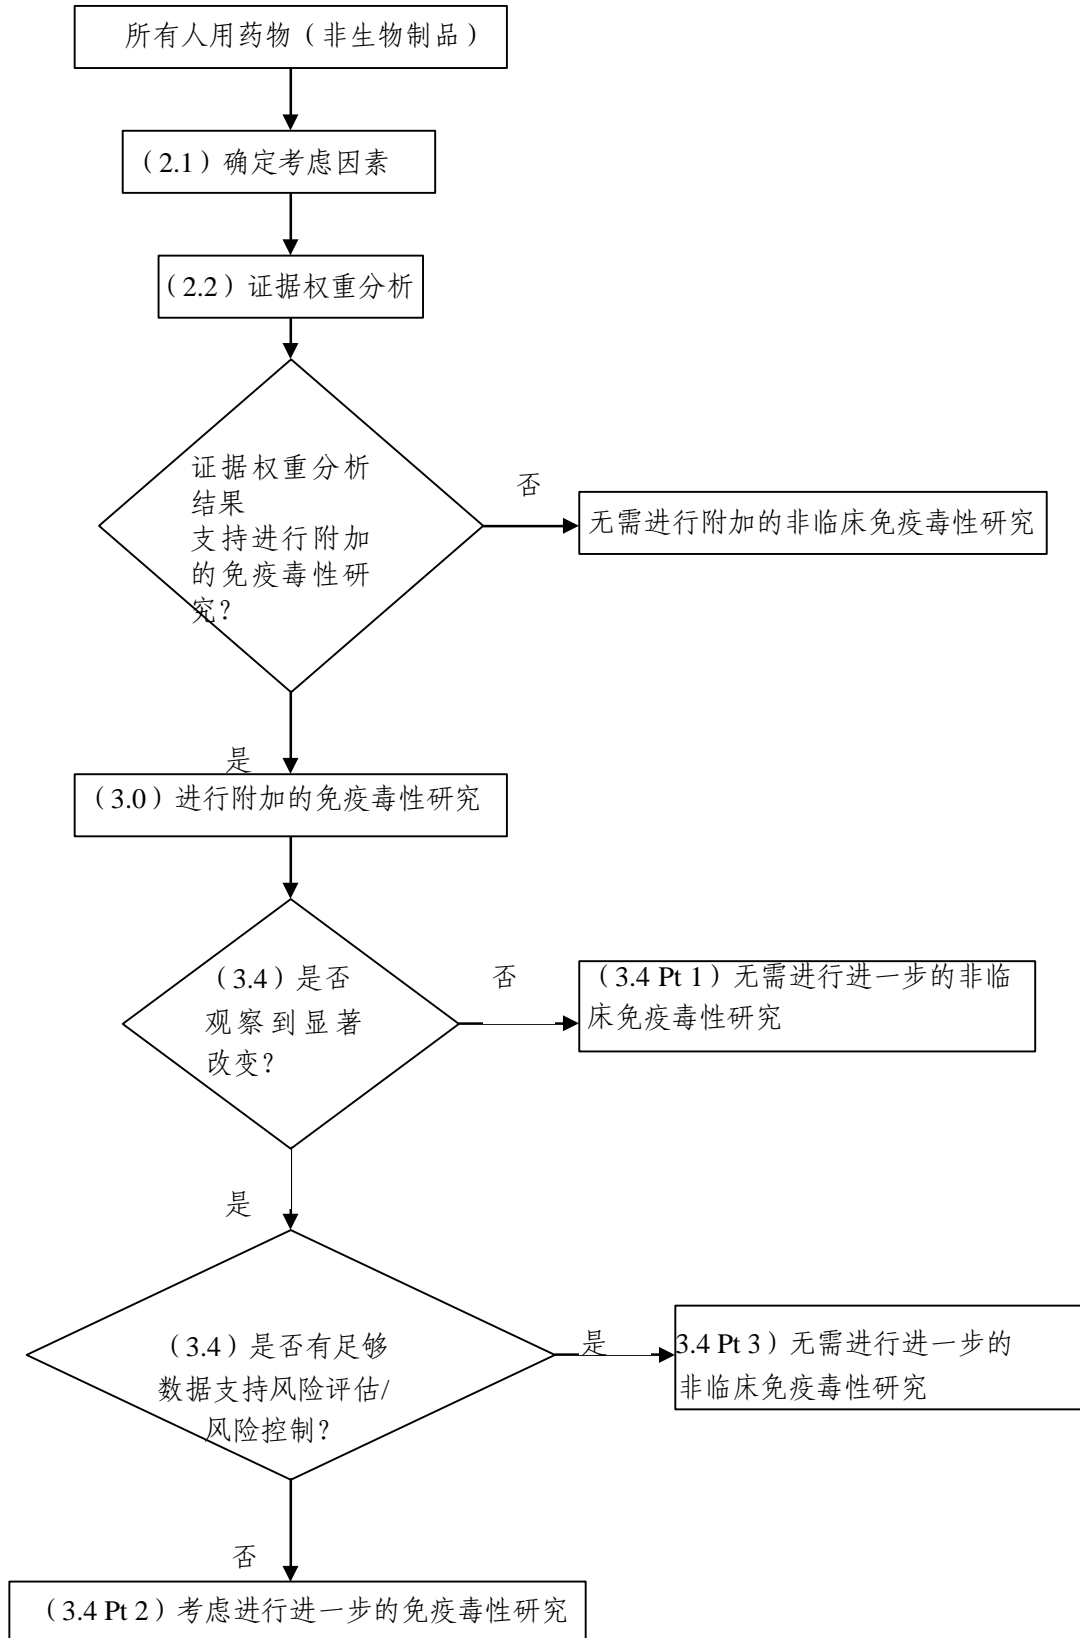 所有人用药物（非生物制品）
（2.1）确定考虑因素
（2.2）证据权重分析
证据权重分析
结果
支持进行附加
的免疫毒性研
究？
否
无需进行附加的非临床免疫毒性研究
是
（3.0）进行附加的免疫毒性研究
（3.4）是否
观察到显著
改变？
否
（3.4 Pt 1）无需进行进一步的非临
床免疫毒性研究
是
（3.4）是否有足够
数据支持风险评估/
风险控制？
是
3.4 Pt 3）无需进行进一步的
非临床免疫毒性研究
否
（3.4 Pt 2）考虑进行进一步的免疫毒性研究